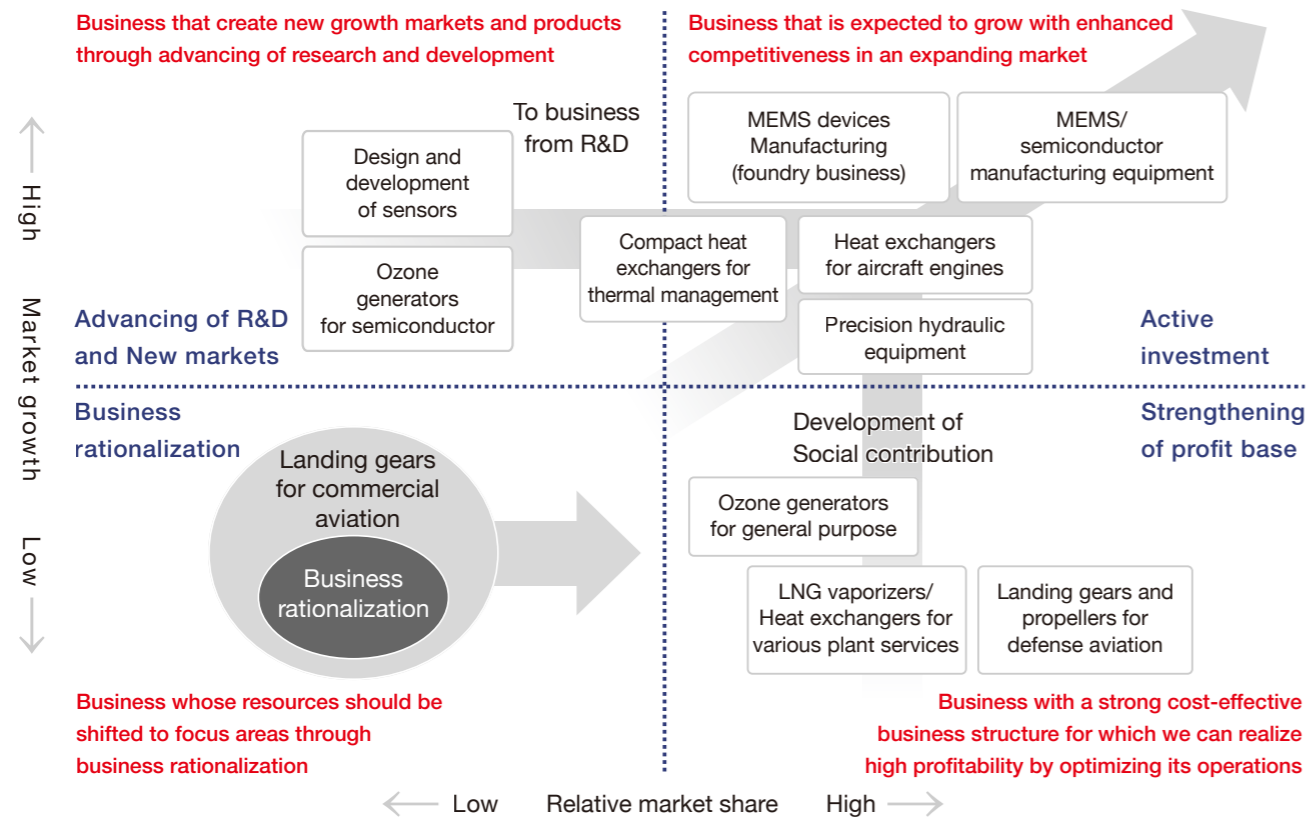 Business that create new growth markets and products
through advancing of research and development
Business that is expected to grow with enhanced
competitiveness in an expanding market
To business
from R&D
Design and
development
of sensors
Ozone
generators
for semiconductor
MEMS devices
Manufacturing
(foundry business)
MEMS/
semiconductor
manufacturing equipment
Compact heat
exchangers for
thermal management
Heat exchangers
for aircraft engines
Precision hydraulic
equipment
Advancing of R&D
and New markets
Active
investment
High
Market growth
Low
Business
rationalization
Landing gears
for commercial
aviation
Business
rationalization
Development of
Social contribution
Strengthening
of profit base
Ozone generators
for general purpose
LNG vaporizers/
Heat exchangers for
various plant services
Landing gears and
propellers for
defense aviation
Business whose resources should be
shifted to focus areas through
business rationalization
Business with a strong cost-effective
business structure for which we can realize
high profitability by optimizing its operations
Low Relative market share High